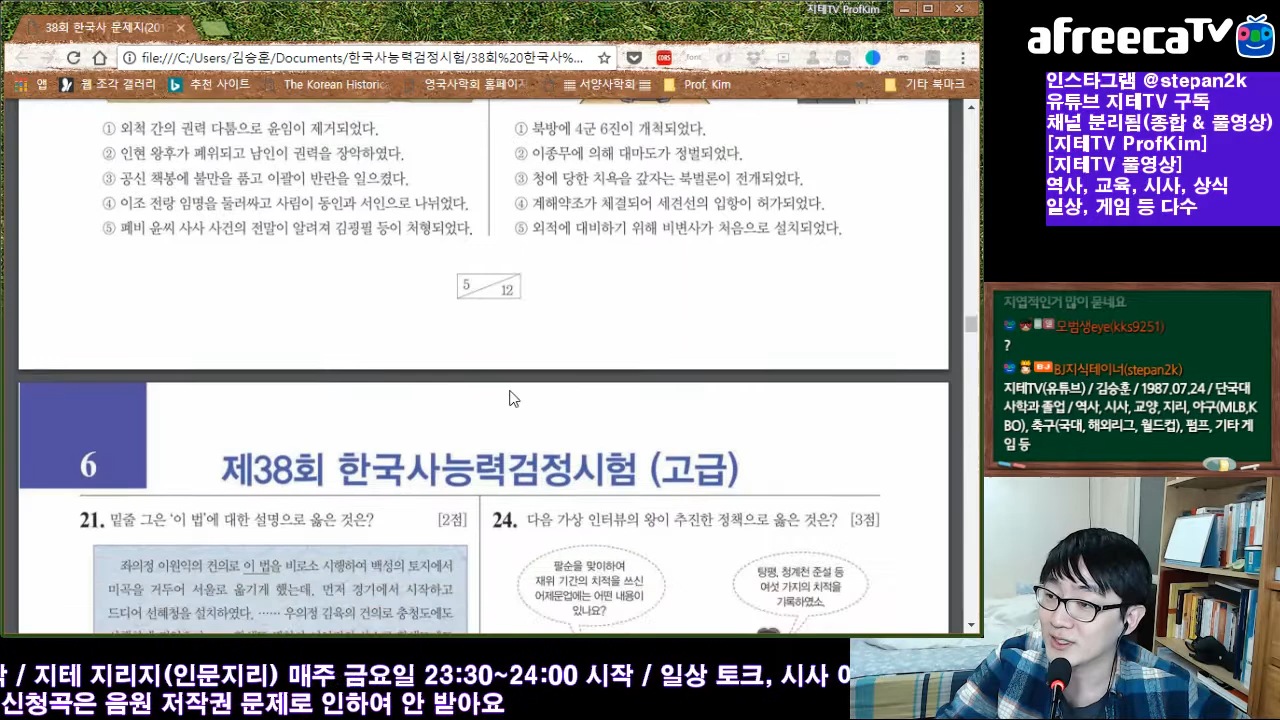 지테TV ProfKim
38회 한국사 문제지(201
file:///C:/Users/김승훈/Documents/한국사능력검정시험/38회%20한국사%...
앱
웹 조각 갤러리
추천 사이트
The Korean Historic
영국사학회 홈페이지
서양사학회
Prof. Kim
기타 북마크
① 외척 간의 권력 다툼으로 윤임이 제거되었다.
② 인현 왕후가 폐위되고 남인이 권력을 장악하였다.
③ 공신 책봉에 불만을 품고 이괄이 반란을 일으켰다.
④ 이조 전랑 임명을 둘러싸고 사림이 동인과 서인으로 나뉘었다.
⑤ 폐비 윤씨 사사 사건의 전말이 알려져 김굉필 등이 처형되었다.
① 북방에 4군 6진이 개척되었다.
② 이종무에 의해 대마도가 정벌되었다.
③ 청에 당한 치욕을 갚자는 북벌론이 전개되었다.
④ 계해약조가 체결되어 세견선의 입항이 허가되었다.
⑤ 외적에 대비하기 위해 비변사가 처음으로 설치되었다.
5
12
6
제38회 한국사능력검정시험 (고급)
21. 밑줄 그은 '이 법'에 대한 설명으로 옳은 것은? [2점]
좌의정 이원익의 건의로 이 법을 비로소 시행하여 백성의 토지에서
미곡을 거두어 서울로 옮기게 했는데, 먼저 경기에서 시작하고
드디어 선혜청을 설치하였다. …… 우의정 김육의 건의로 충청도에도
24. 다음 가상 인터뷰의 왕이 추진한 정책으로 옳은 것은? [3점]
팔순을 맞이하여
재위 기간의 치적을 쓰신
어제문업에는 어떤 내용이
있나요?
탕평, 청계천 준설 등
여섯 가지의 치적을
기록하였소.
afreecaTV
인스타그램 @stepan2k
유튜브 지테TV 구독
채널 분리됨(종합 & 풀영상)
[지테TV ProfKim]
[지테TV 풀영상]
역사, 교육, 시사, 상식
일상, 게임 등 다수
지엽적인거 많이 묻네요
모범생eye(kks9251)
?
BJ지식테이너(stepan2k)
지테TV(유튜브) / 김승훈 / 1987.07.24 / 단국대
사학과 졸업 / 역사, 시사, 교양, 지리, 야구(MLB,K
BO), 축구(국대, 해외리그, 월드컵), 펌프, 기타 게
임 등
/ 지테 지리지(인문지리) 매주 금요일 23:30~24:00 시작 / 일상 토크, 시사
신청곡은 음원 저작권 문제로 인하여 안 받아요